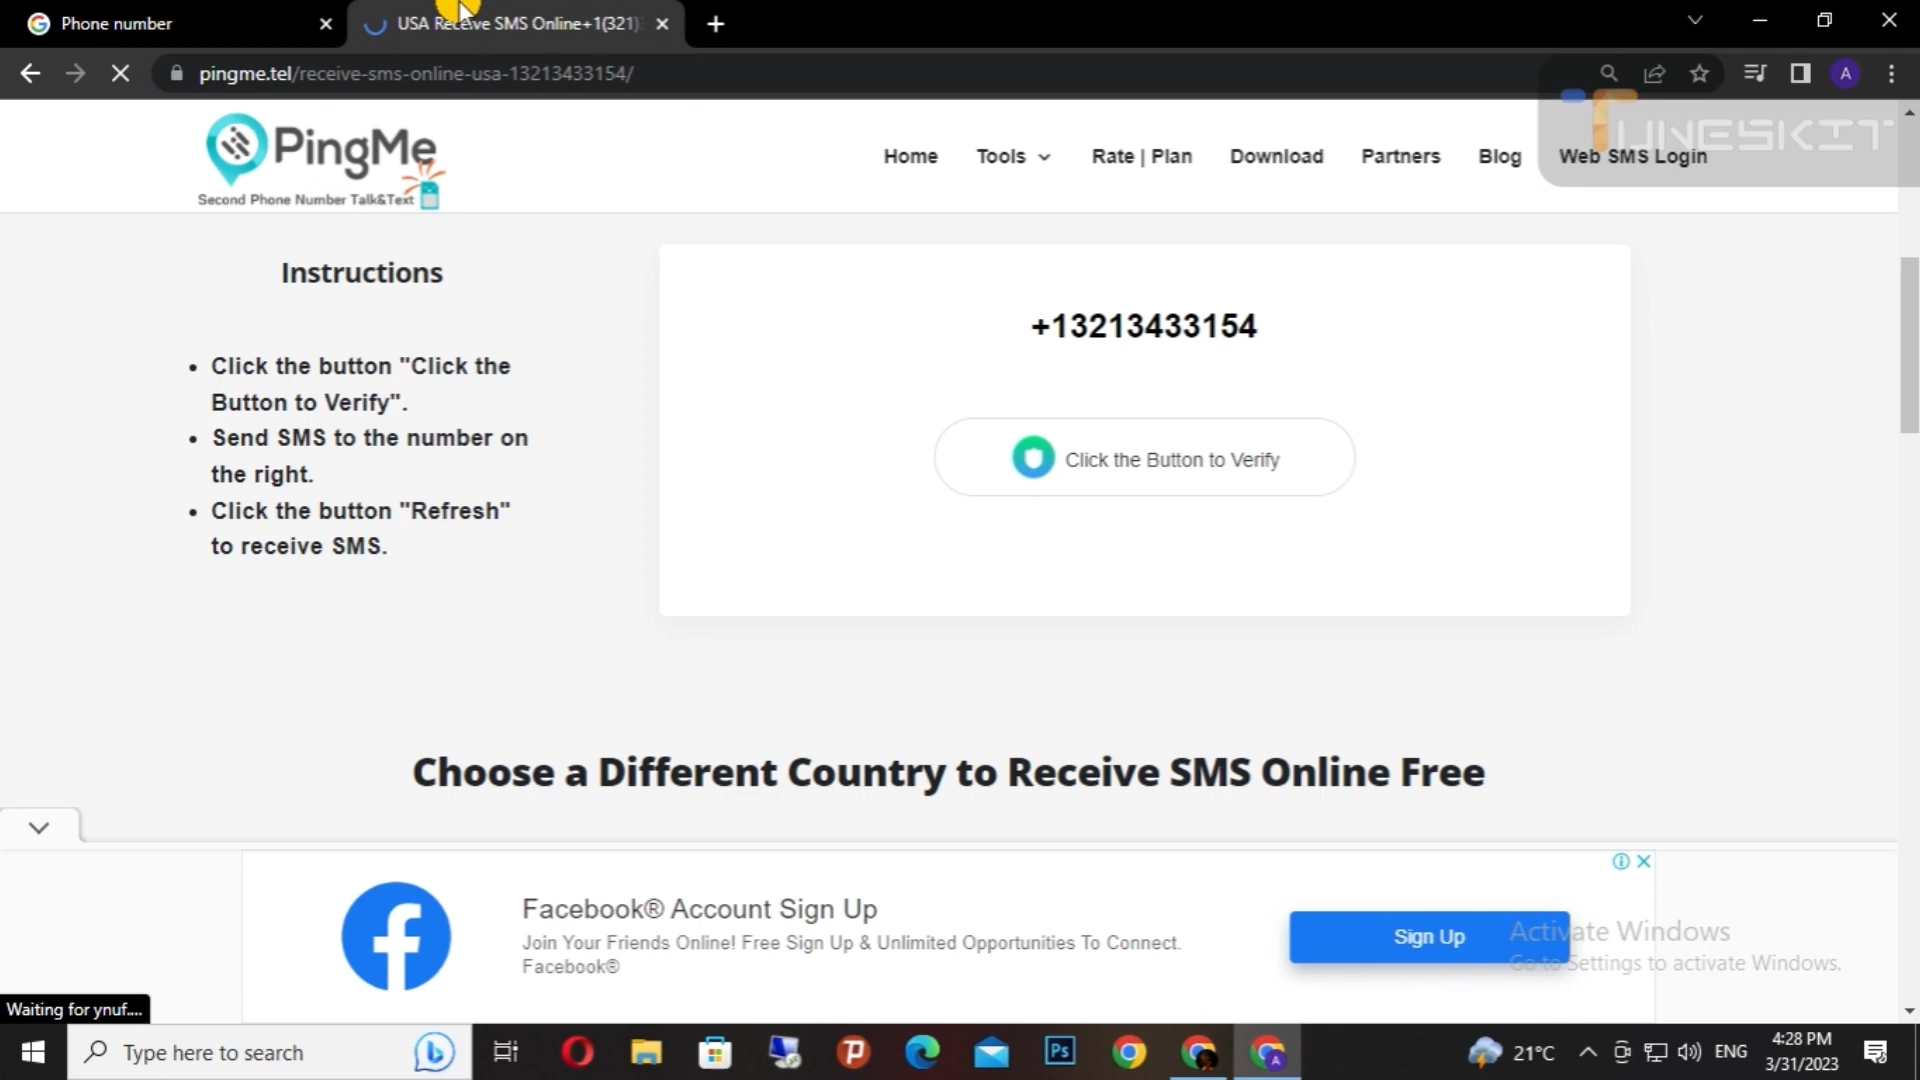 Phone number
USA Receive SMS Online+1(321)
pingme.tel/receive-sms-online-usa-13213433154/
A
TUNESKIT
PingMe
Second Phone Number Talk&Text
Home
Tools
Rate | Plan
Download
Partners
Blog
Web SMS Login
Instructions
• Click the button "Click the
Button to Verify".
• Send SMS to the number on
the right.
• Click the button "Refresh"
to receive SMS.
+13213433154
Click the Button to Verify
Choose a Different Country to Receive SMS Online Free
Facebook® Account Sign Up
Join Your Friends Online! Free Sign Up & Unlimited Opportunities To Connect.
Facebook®
Sign Up
Activate Windows
Go to Settings to activate Windows.
Waiting for ynuf....
Type here to search
Ps
A
21°C
ENG
4:28 PM
3/31/2023